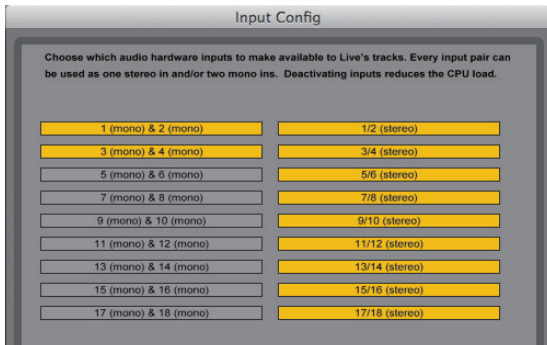 Input Config
Choose which audio hardware inputs to make available to Live's tracks. Every input pair can
be used as one stereo in and/or two mono ins. Deactivating inputs reduces the CPU load.
1 (mono) & 2 (mono) 1/2 (stereo)
3 (mono) & 4 (mono) 3/4 (stereo)
5 (mono) & 6 (mono) 5/6 (stereo)
7 (mono) & 8 (mono) 7/8 (stereo)
9 (mono) & 10 (mono) 9/10 (stereo)
11 (mono) & 12 (mono) 11/12 (stereo)
13 (mono) & 14 (mono) 13/14 (stereo)
15 (mono) & 16 (mono) 15/16 (stereo)
17 (mono) & 18 (mono) 17/18 (stereo)